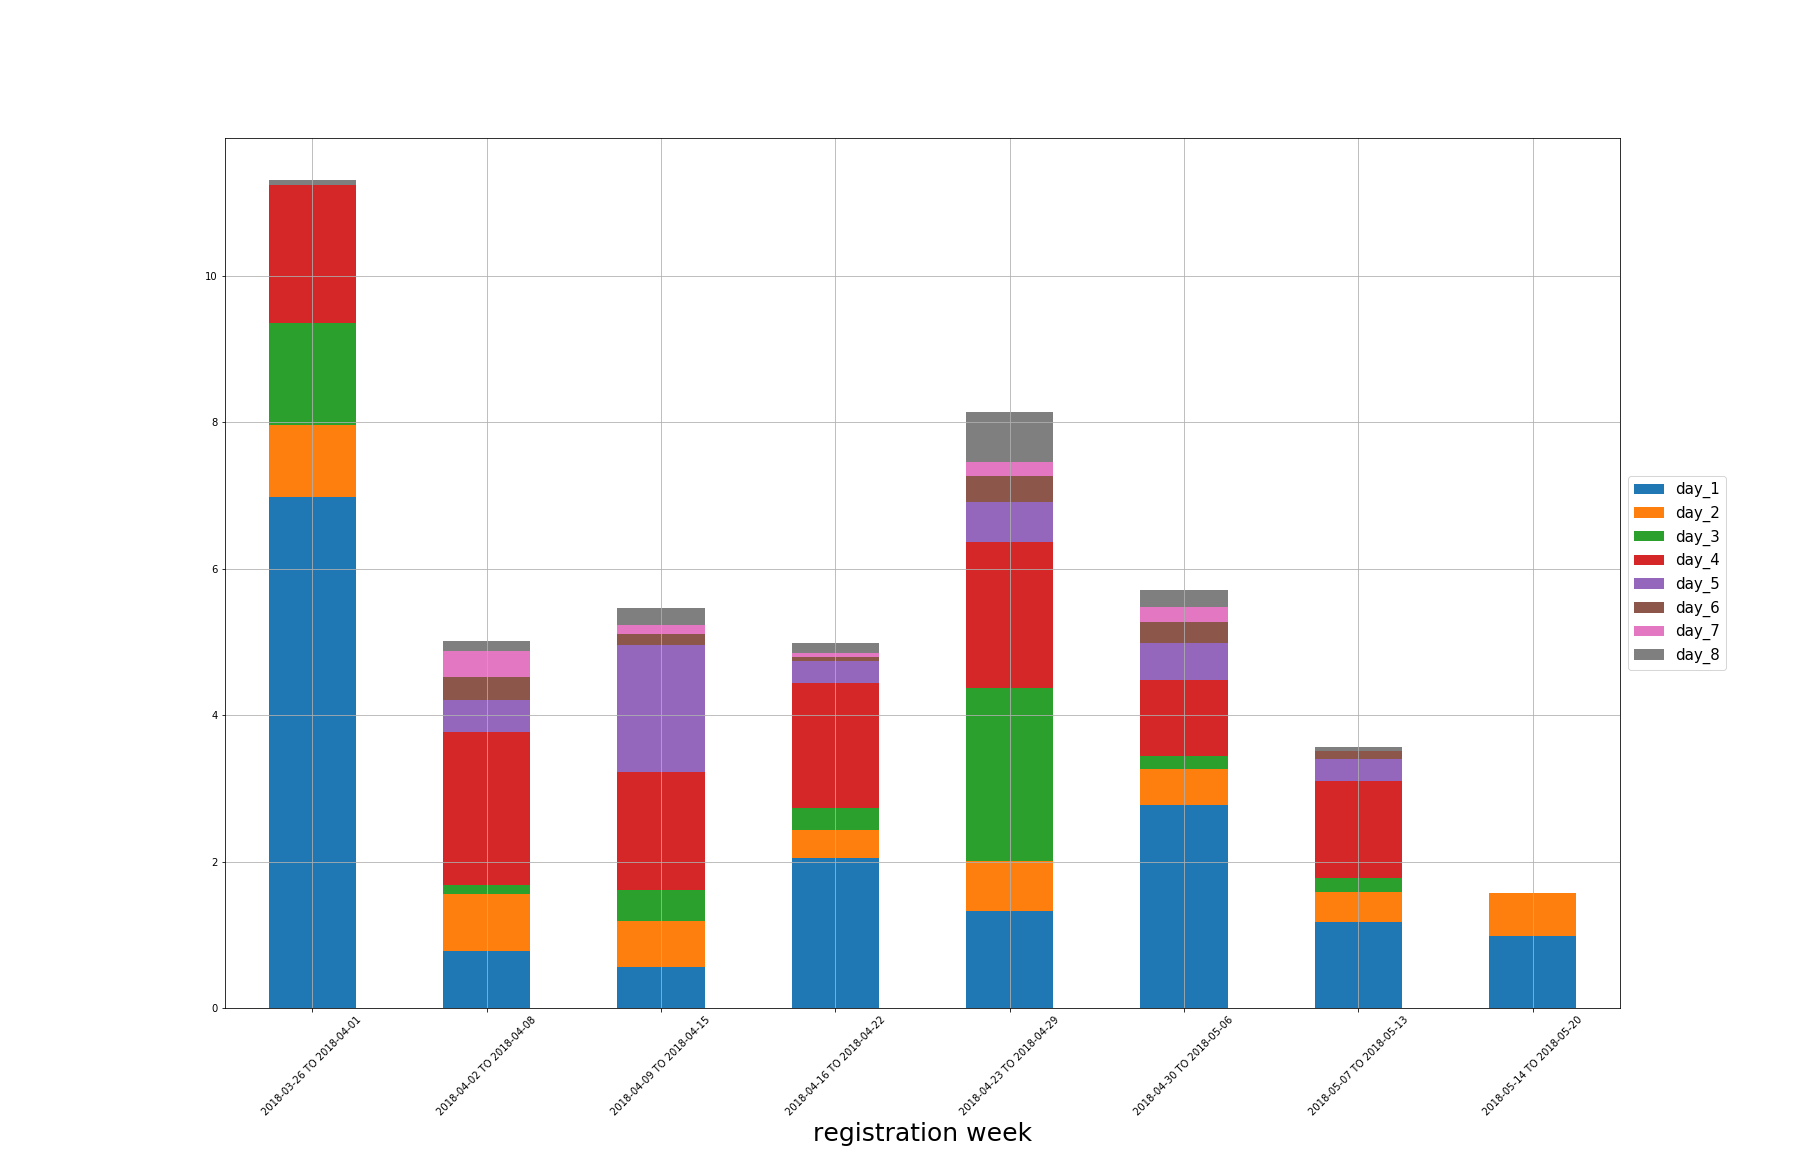 10
8
6
4
2
0
day_1
day_2
day_3
day_4
day_5
day_6
day_7
day_8
2018-03-26 TO 2018-04-01
2018-04-02 TO 2018-04-08
2018-04-09 TO 2018-04-15
2018-04-16 TO 2018-04-22
2018-04-23 TO 2018-04-29
2018-04-30 TO 2018-05-06
2018-05-07 TO 2018-05-13
2018-05-14 TO 2018-05-20
registration week